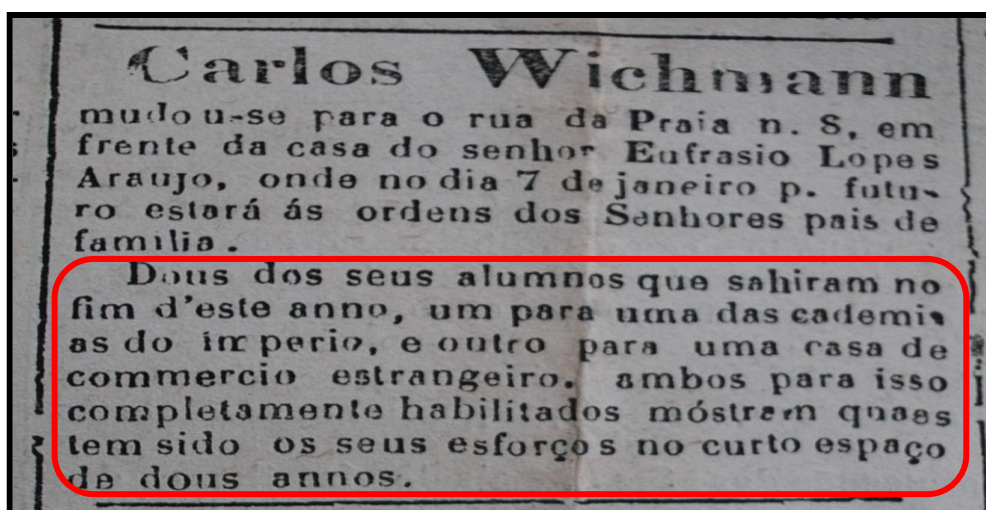 Carlos Wichmann
mudou-se para o rua da Praia n. 8, em
frente da casa do senhor Eufrasio Lopes
Araujo, onde no dia 7 de janeiro p. futu-
ro estará ás ordens dos Senhores pais de
familia.
Dous dos seus alumnos que sahiram no
fim d'este anno, um para uma das cademi
as do imperio, e outro para uma casa de
commercio estrangeiro. ambos para isso
completamente habilitados móstram quaes
tem sido os seus esforços no curto espaço
de dous annos.